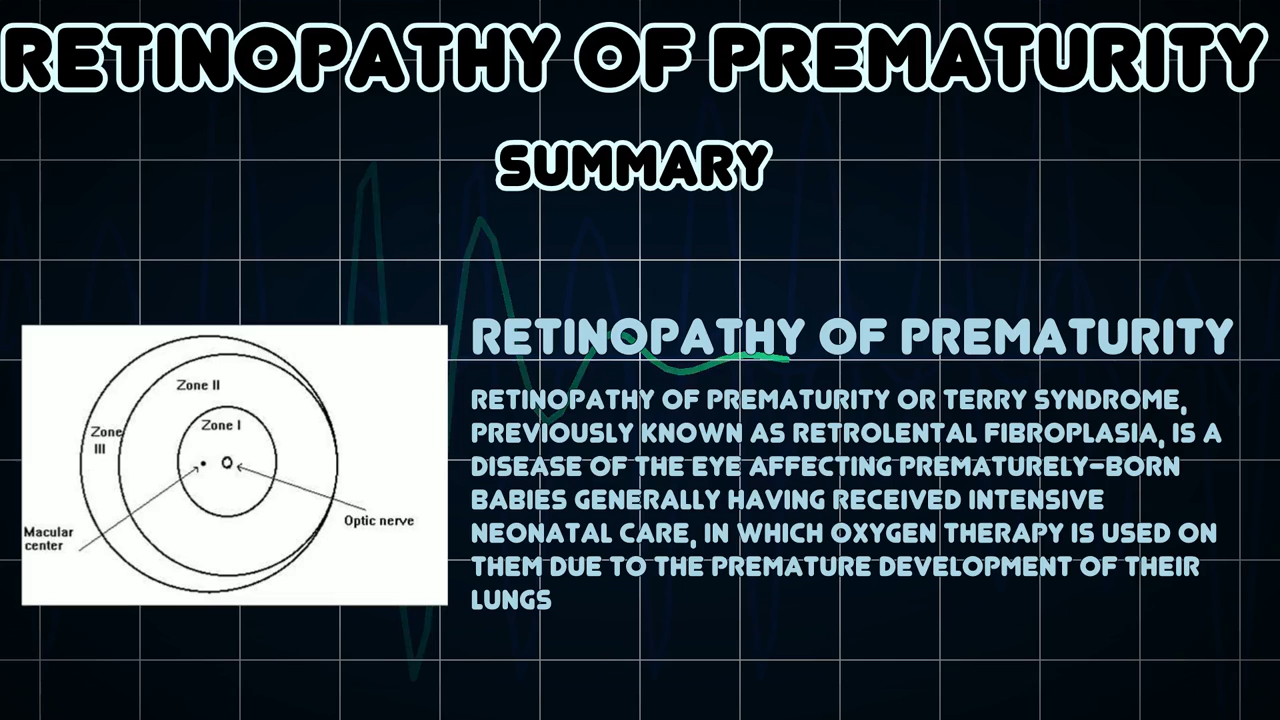 RETINOPATHY OF PREMATURITY
SUMMARY
Zone II
Zone I
Zone
III
Macular
center
Optic nerve
RETINOPATHY OF PREMATURITY
RETINOPATHY OF PREMATURITY OR TERRY SYNDROME,
PREVIOUSLY KNOWN AS RETROLENTAL FIBROPLASIA, IS A
DISEASE OF THE EYE AFFECTING PREMATURELY-BORN
BABIES GENERALLY HAVING RECEIVED INTENSIVE
NEONATAL CARE, IN WHICH OXYGEN THERAPY IS USED ON
THEM DUE TO THE PREMATURE DEVELOPMENT OF THEIR
LUNGS